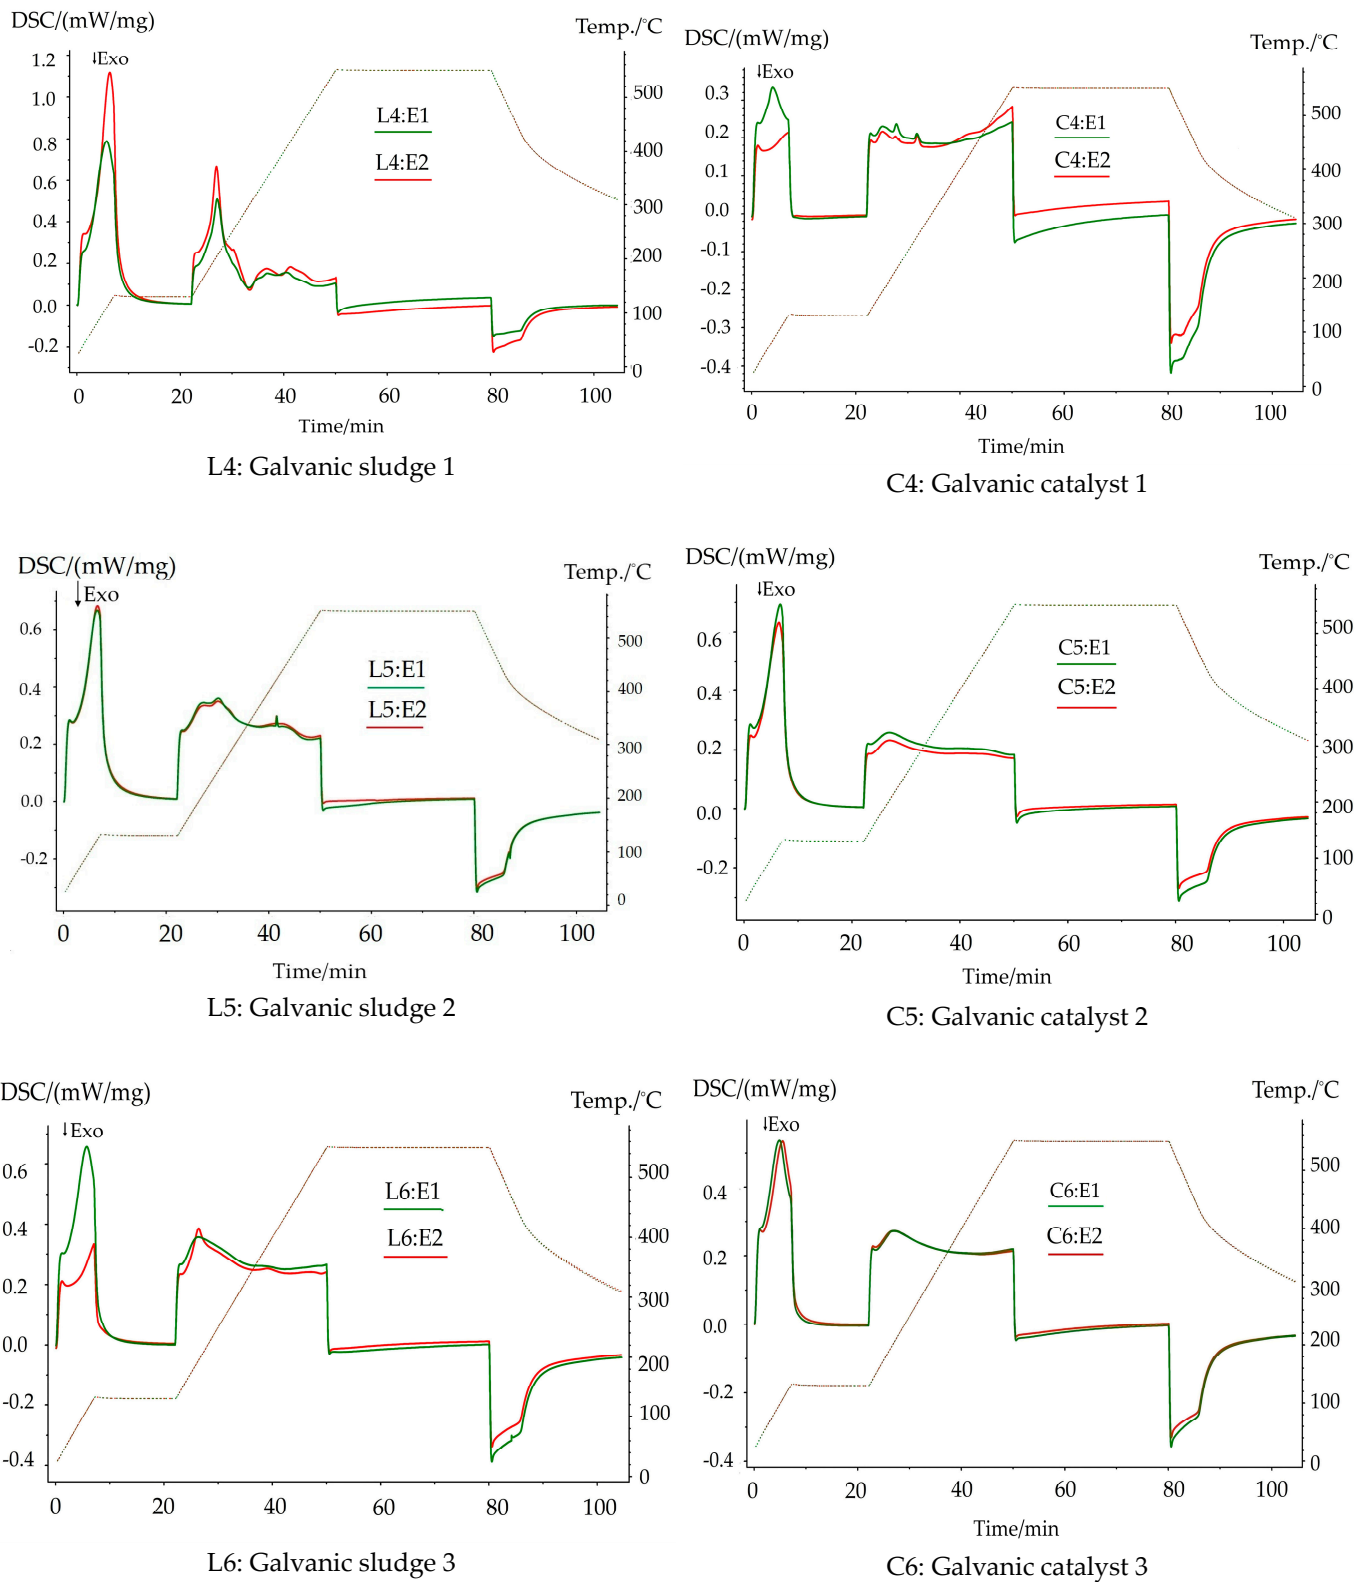 DSC/(mW/mg)
Temp./°C
↓Exo
1.2
1.0
0.8
0.6
0.4
0.2
0.0
-0.2
500
400
300
200
100
0
L4:E1
L4:E2
0 20 40 60 80 100
Time/min
L4: Galvanic sludge 1
DSC/(mW/mg)
Temp./°C
↓Exo
0.3
0.2
0.1
0.0
-0.1
-0.2
-0.3
-0.4
500
400
300
200
100
0
C4:E1
C4:E2
0 20 40 60 80 100
Time/min
C4: Galvanic catalyst 1
DSC/(mW/mg)
Temp./°C
↓Exo
0.6
0.4
0.2
0.0
-0.2
500
400
300
200
100
0
L5:E1
L5:E2
0 20 40 60 80 100
Time/min
L5: Galvanic sludge 2
DSC/(mW/mg)
Temp./°C
↓Exo
0.6
0.4
0.2
0.0
-0.2
500
400
300
200
100
0
C5:E1
C5:E2
0 20 40 60 80 100
Time/min
C5: Galvanic catalyst 2
DSC/(mW/mg)
Temp./°C
↓Exo
0.6
0.4
0.2
0.0
-0.2
-0.4
500
400
300
200
100
0
L6:E1
L6:E2
0 20 40 60 80 100
L6: Galvanic sludge 3
DSC/(mW/mg)
Temp./°C
↓Exo
0.4
0.2
0.0
-0.2
-0.4
500
400
300
200
100
0
C6:E1
C6:E2
0 20 40 60 80 100
Time/min
C6: Galvanic catalyst 3